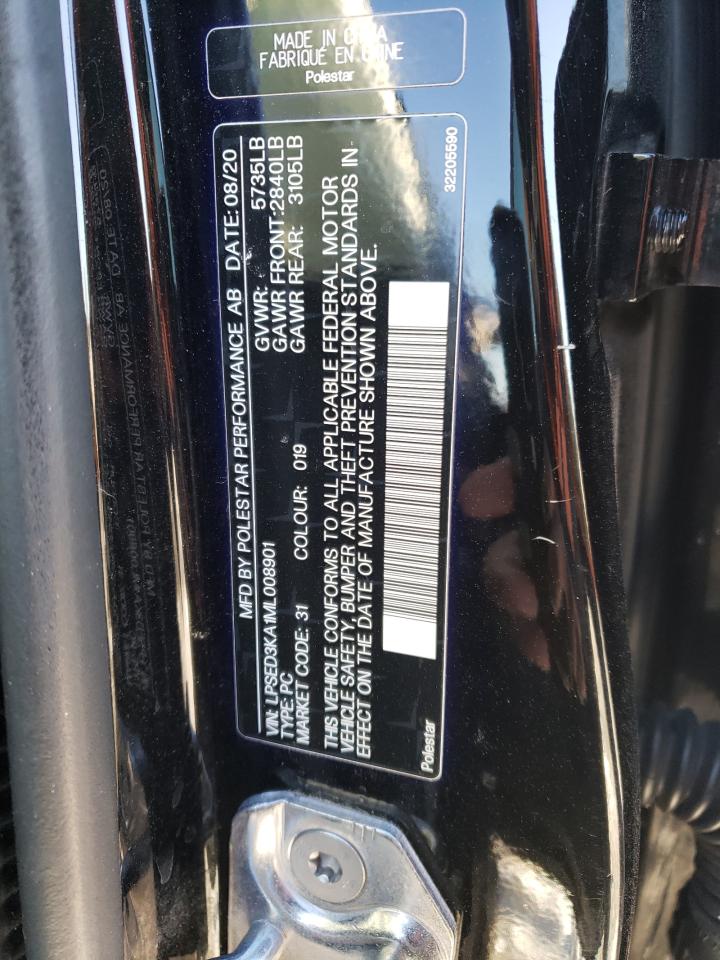 MADE IN CHINA
FABRIQUÉ EN CHINE
Polestar
MFD BY POLESTAR PERFORMANCE AB DATE: 08/20
VIN: LPSED3KA1ML008901 GVWR: 5735LB
TYPE: PC GAWR FRONT:2840LB
MARKET CODE: 31 COLOUR: 019 GAWR REAR: 3105LB
THIS VEHICLE CONFORMS TO ALL APPLICABLE FEDERAL MOTOR
VEHICLE SAFETY, BUMPER AND THEFT PREVENTION STANDARDS IN
EFFECT ON THE DATE OF MANUFACTURE SHOWN ABOVE.
Polestar 32205590